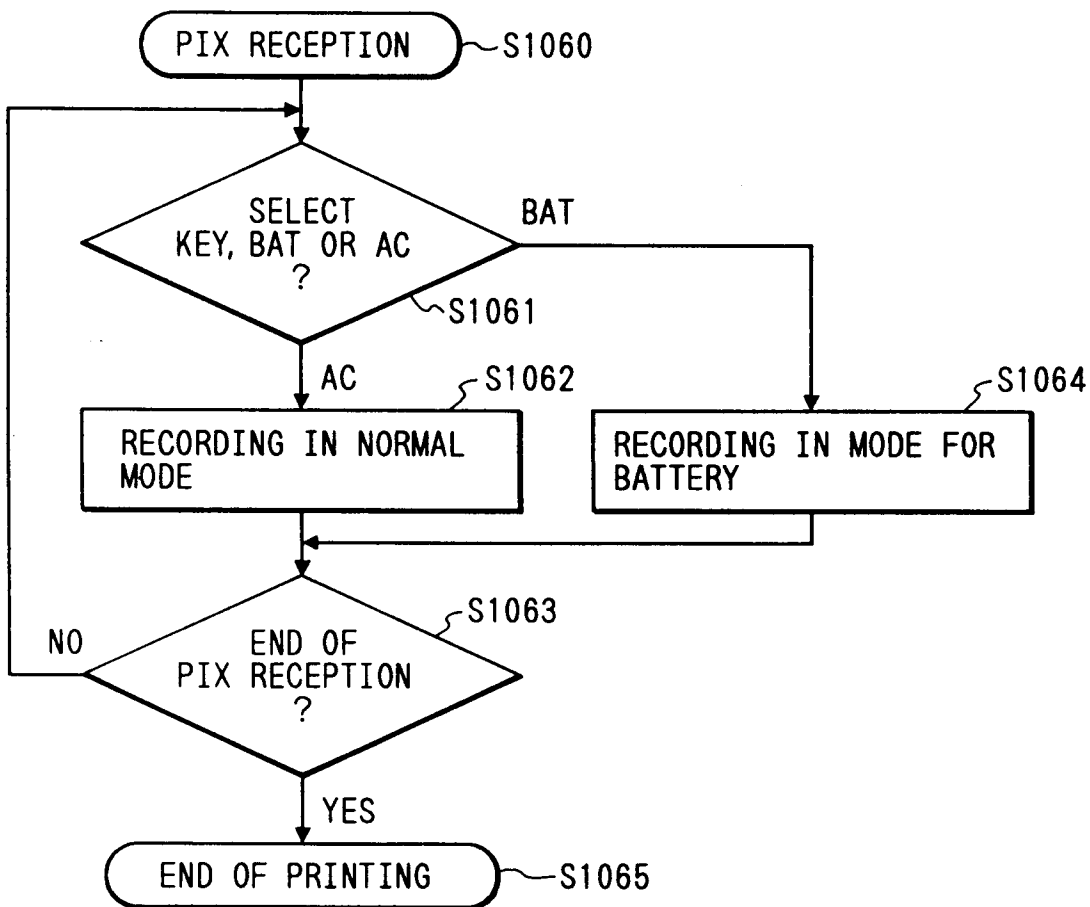 PIX RECEPTION
S1060
SELECT
KEY, BAT OR AC
?
BAT
S1061
AC
S1062
S1064
RECORDING IN NORMAL
MODE
RECORDING IN MODE FOR
BATTERY
S1063
NO
END OF
PIX RECEPTION
?
YES
END OF PRINTING
S1065